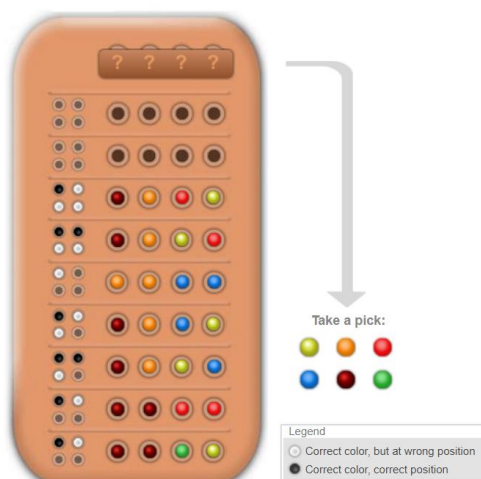 ? ? ? ?
Take a pick:
Legend
Correct color, but at wrong position
Correct color, correct position